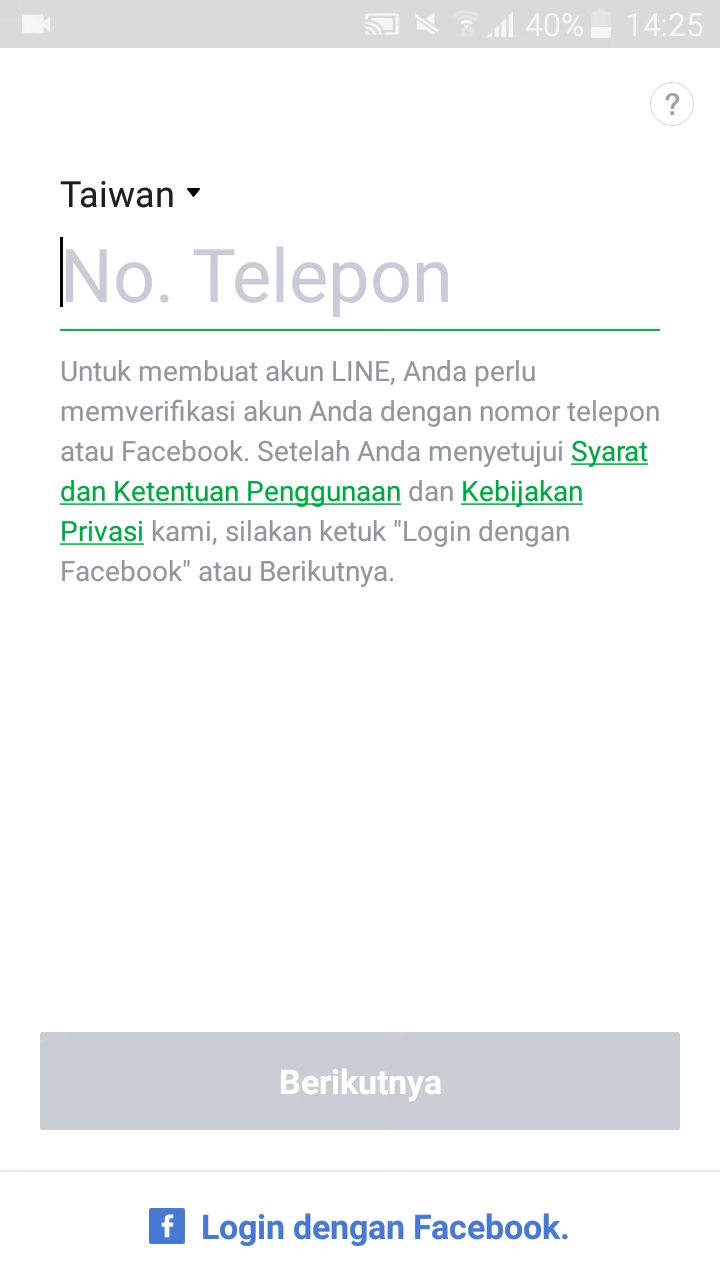 40% 14:25
?
Taiwan
No. Telepon
Untuk membuat akun LINE, Anda perlu
memverifikasi akun Anda dengan nomor telepon
atau Facebook. Setelah Anda menyetujui Syarat
dan Ketentuan Penggunaan dan Kebijakan
Privasi kami, silakan ketuk "Login dengan
Facebook" atau Berikutnya.
Berikutnya
f Login dengan Facebook.